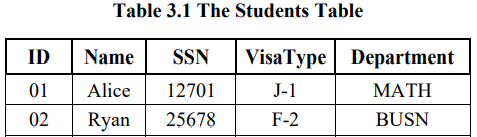 Table 3.1 The Students Table
ID Name SSN VisaType Department
01 Alice 12701 J-1 MATH
02 Ryan 25678 F-2 BUSN